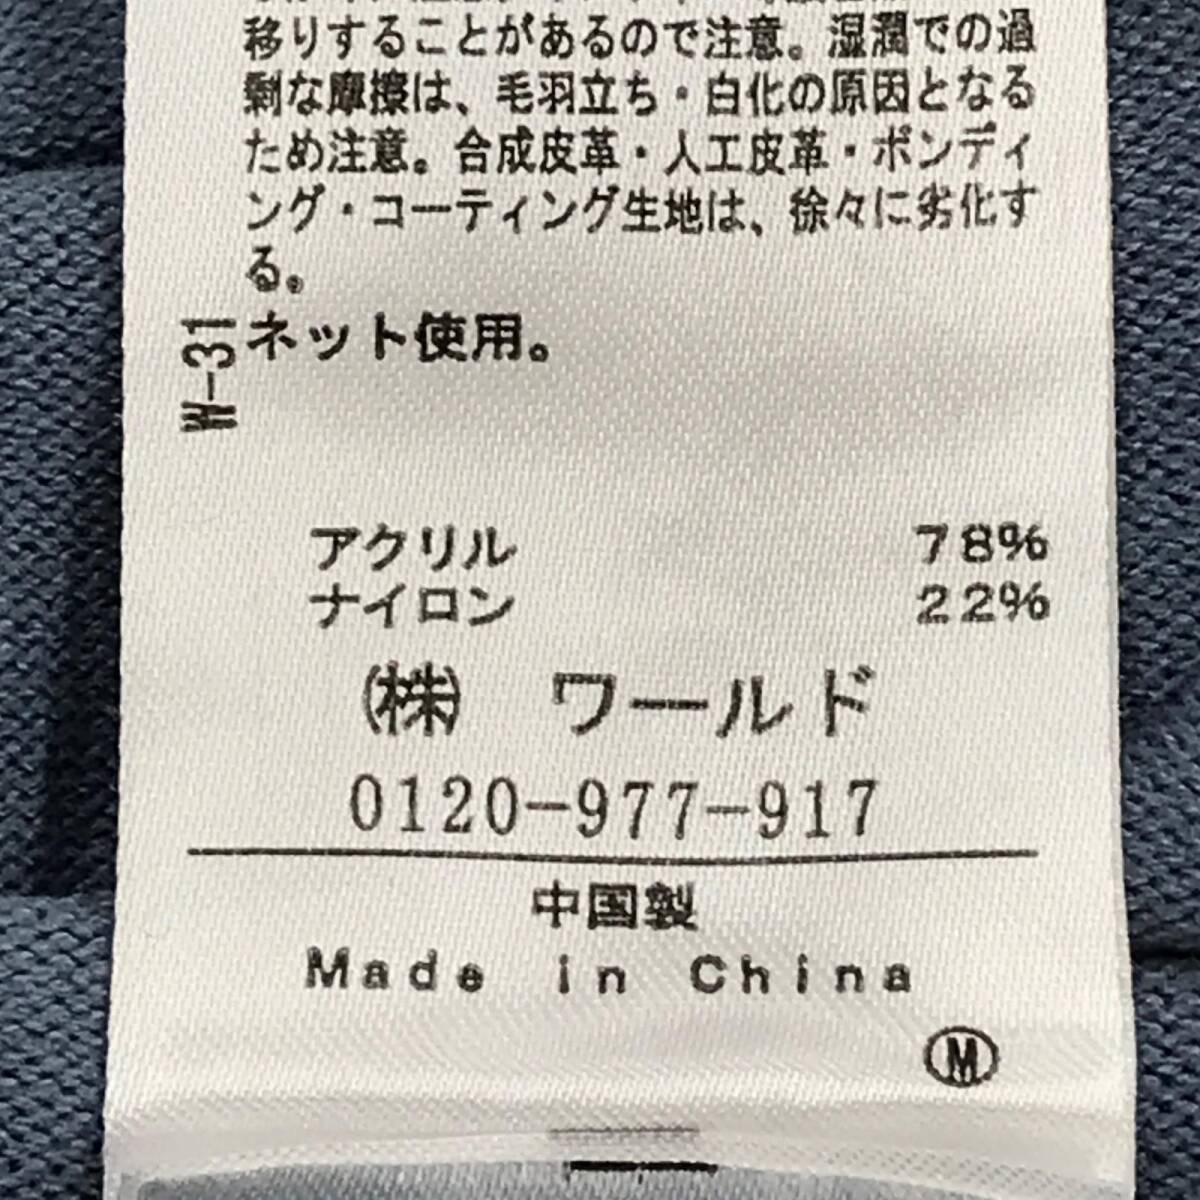 移りすることがあるので注意。湿潤での過
剰な摩擦は、毛羽立ち・白化の原因となる
ため注意。合成皮革・人工皮革・ボンディ
ング・コーティング生地は、徐々に劣化す
る。
W-31
ネット使用。
アクリル 78%
ナイロン 22%
㈱ ワールド
0120-977-917
中国製
Made in China
Ⓜ